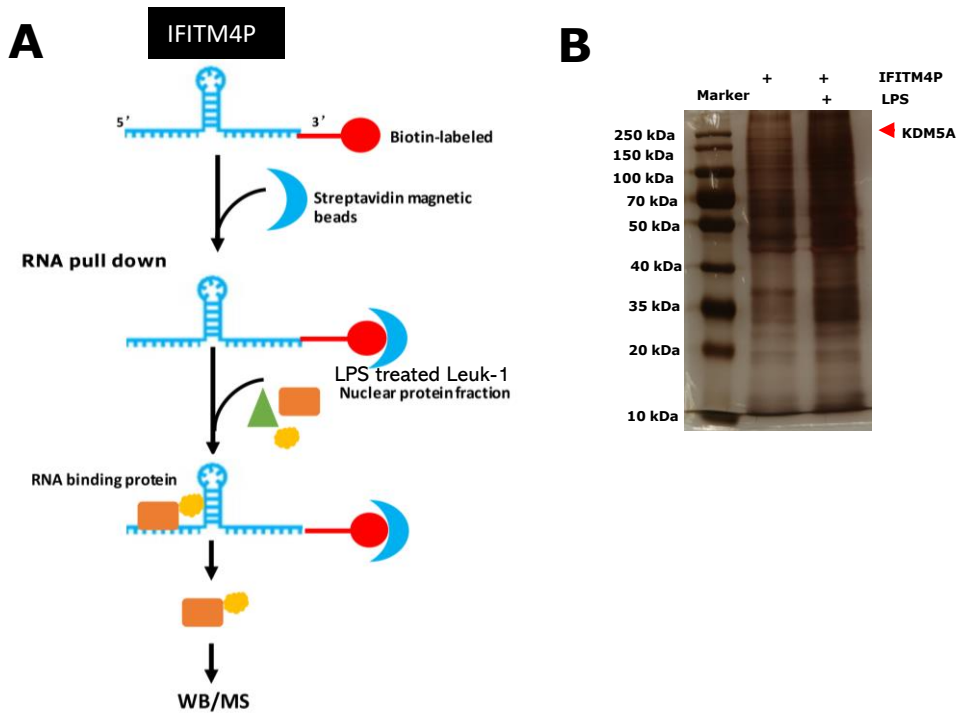 A
IFITM4P
5’
3’
Biotin-labeled
Streptavidin magnetic
beads
RNA pull down
LPS treated Leuk-1
Nuclear protein fraction
RNA binding protein
WB/MS
B
+ + IFITM4P
+ LPS
Marker
KDM5A
250 kDa
150 kDa
100 kDa
70 kDa
50 kDa
40 kDa
35 kDa
20 kDa
10 kDa